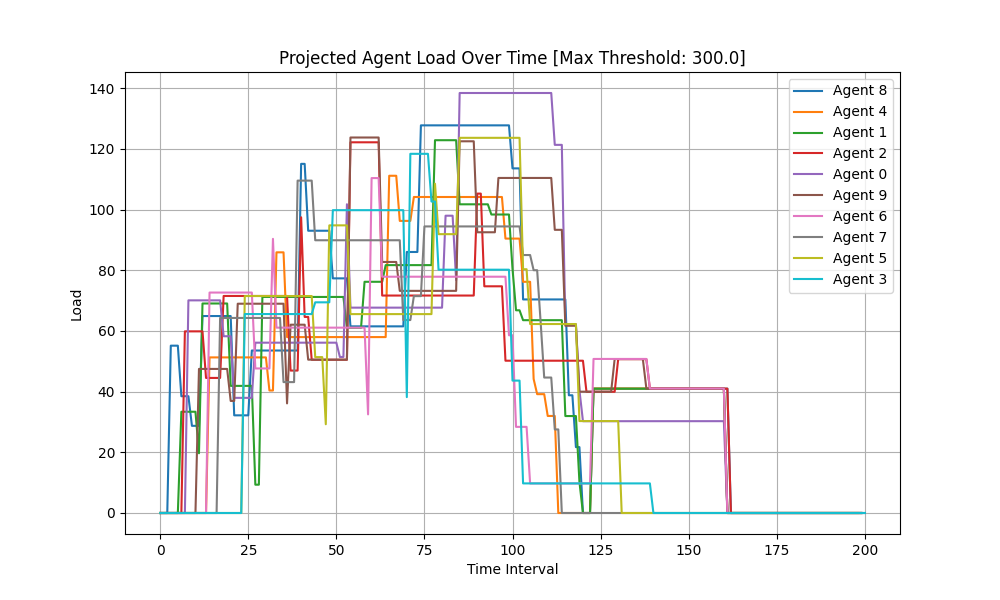 Projected Agent Load Over Time [Max Threshold: 300.0]
Load
140
120
100
80
60
40
20
0
Agent 8
Agent 4
Agent 1
Agent 2
Agent 0
Agent 9
Agent 6
Agent 7
Agent 5
Agent 3
0 25 50 75 100 125 150 175 200
Time Interval